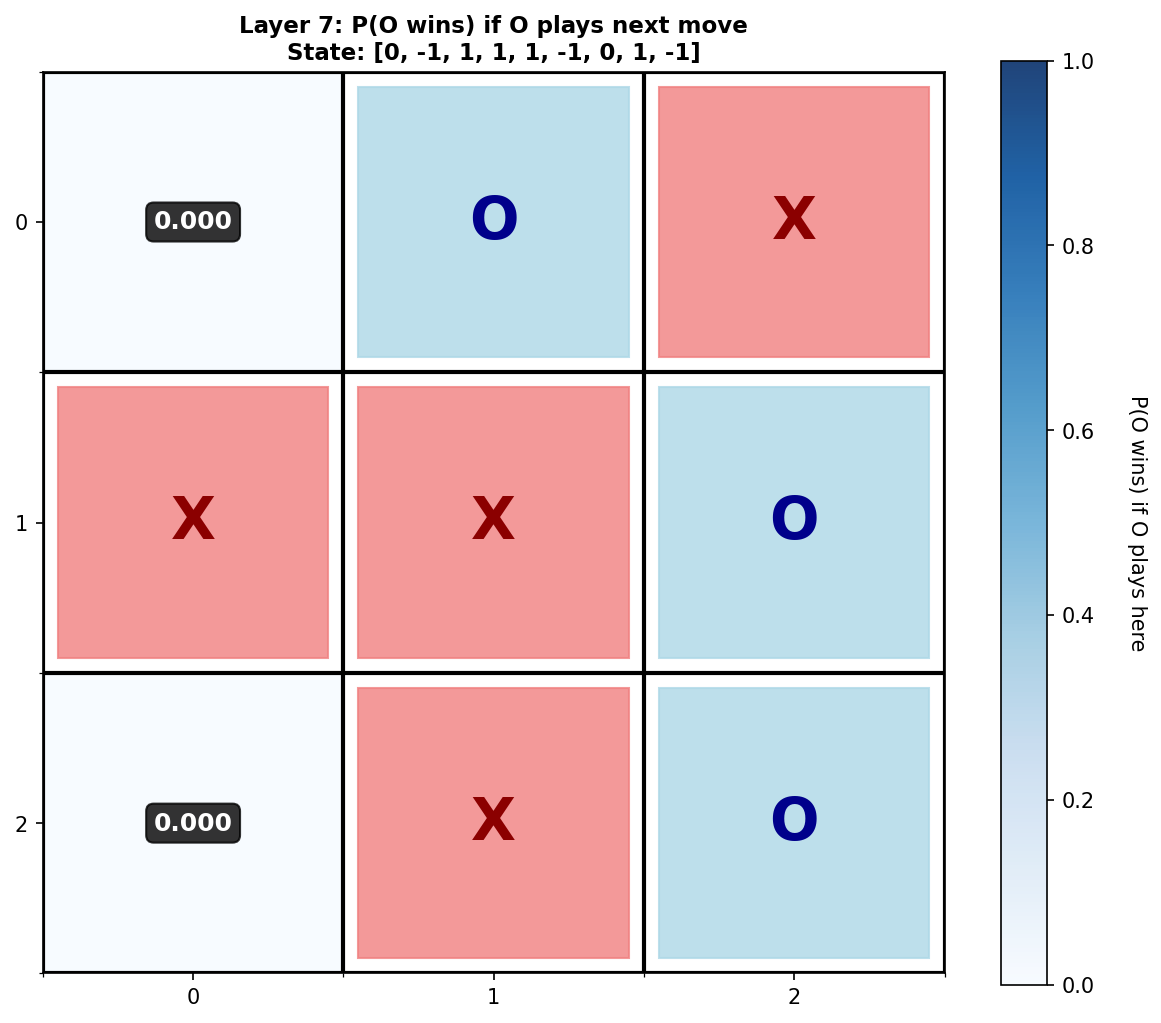 Layer 7: P(O wins) if O plays next move
State: [0, -1, 1, 1, 1, -1, 0, 1, -1]
0
0.000
O
X
1
X
X
O
2
0.000
X
O
0
1
2
1.0
0.8
0.6
0.4
0.2
0.0
P(O wins) if O plays here